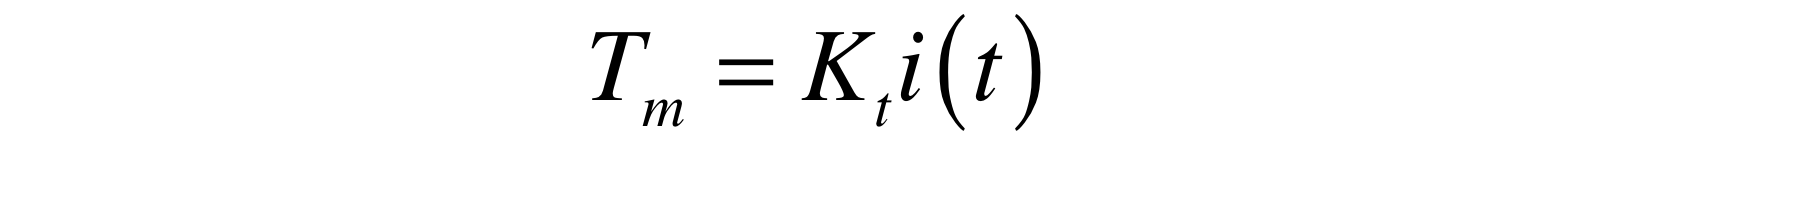 T_m = K_t i(t)